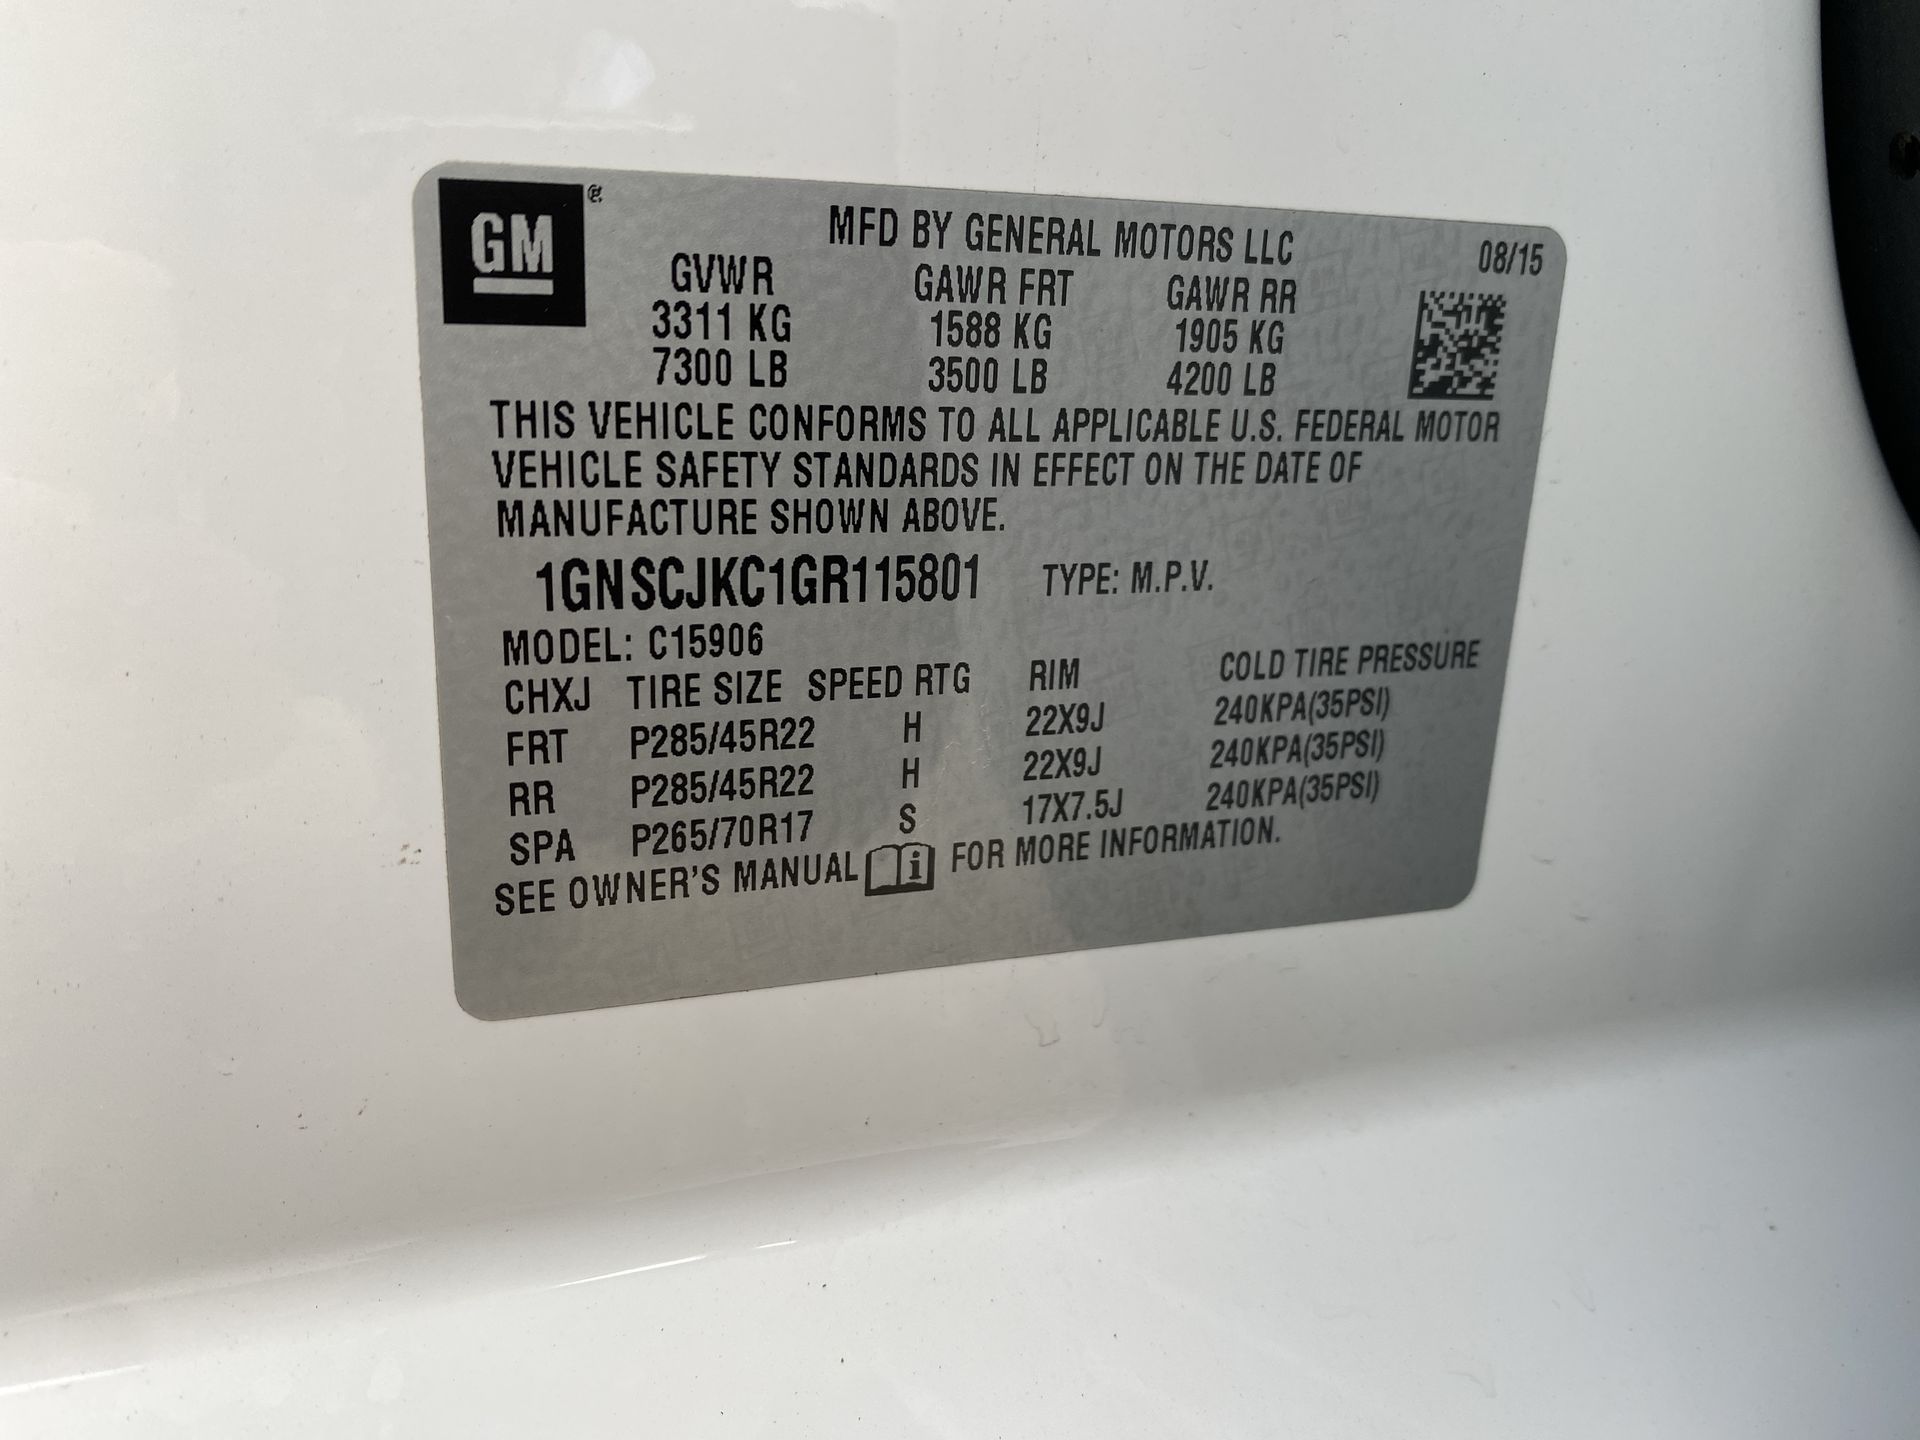 GM
MFD BY GENERAL MOTORS LLC 08/15
GVWR GAWR FRT GAWR RR
3311 KG 1588 KG 1905 KG
7300 LB 3500 LB 4200 LB
THIS VEHICLE CONFORMS TO ALL APPLICABLE U.S. FEDERAL MOTOR
VEHICLE SAFETY STANDARDS IN EFFECT ON THE DATE OF
MANUFACTURE SHOWN ABOVE.
1GNSCJKC1GR115801 TYPE: M.P.V.
MODEL: C15906
CHXJ TIRE SIZE SPEED RTG RIM COLD TIRE PRESSURE
FRT P285/45R22 H 22X9J 240KPA(35PSI)
RR P285/45R22 H 22X9J 240KPA(35PSI)
SPA P265/70R17 S 17X7.5J 240KPA(35PSI)
SEE OWNER'S MANUAL i FOR MORE INFORMATION.